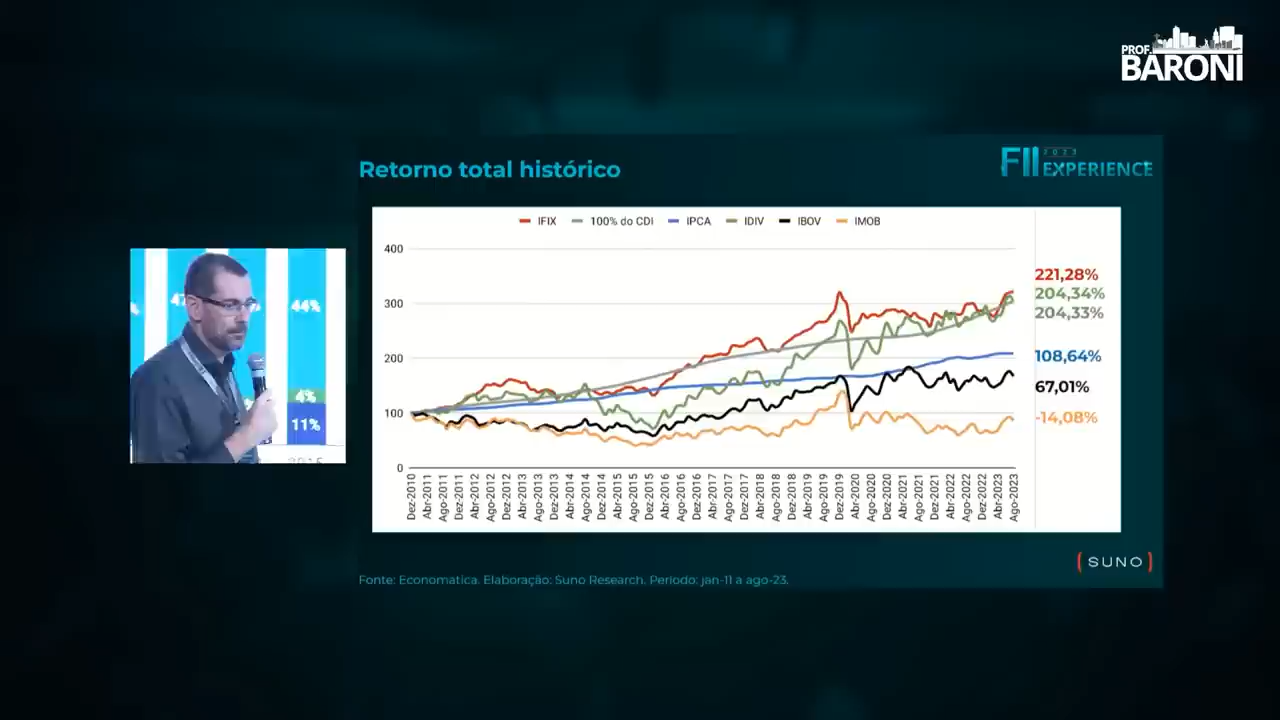 PROF.
BARONI
Retorno total histórico
FII 2023 EXPERIENCE
IFIX 100% do CDI IPCA IDIV IBOV IMOB
400
300
200
100
0
221,28%
204,34%
204,33%
108,64%
67,01%
-14,08%
Dez-2010 Abr-2011 Ago-2011 Dez-2011 Abr-2012 Ago-2012 Dez-2012 Abr-2013 Ago-2013 Dez-2013 Abr-2014 Ago-2014 Dez-2014 Abr-2015 Ago-2015 Dez-2015 Abr-2016 Ago-2016 Dez-2016 Abr-2017 Ago-2017 Dez-2017 Abr-2018 Ago-2018 Dez-2018 Abr-2019 Ago-2019 Dez-2019 Abr-2020 Ago-2020 Dez-2020 Abr-2021 Ago-2021 Dez-2021 Abr-2022 Ago-2022 Dez-2022 Abr-2023 Ago-2023
44%
4%
11%
2015
(SUNO)
Fonte: Economatica. Elaboração: Suno Research. Período: jan-11 a ago-23.